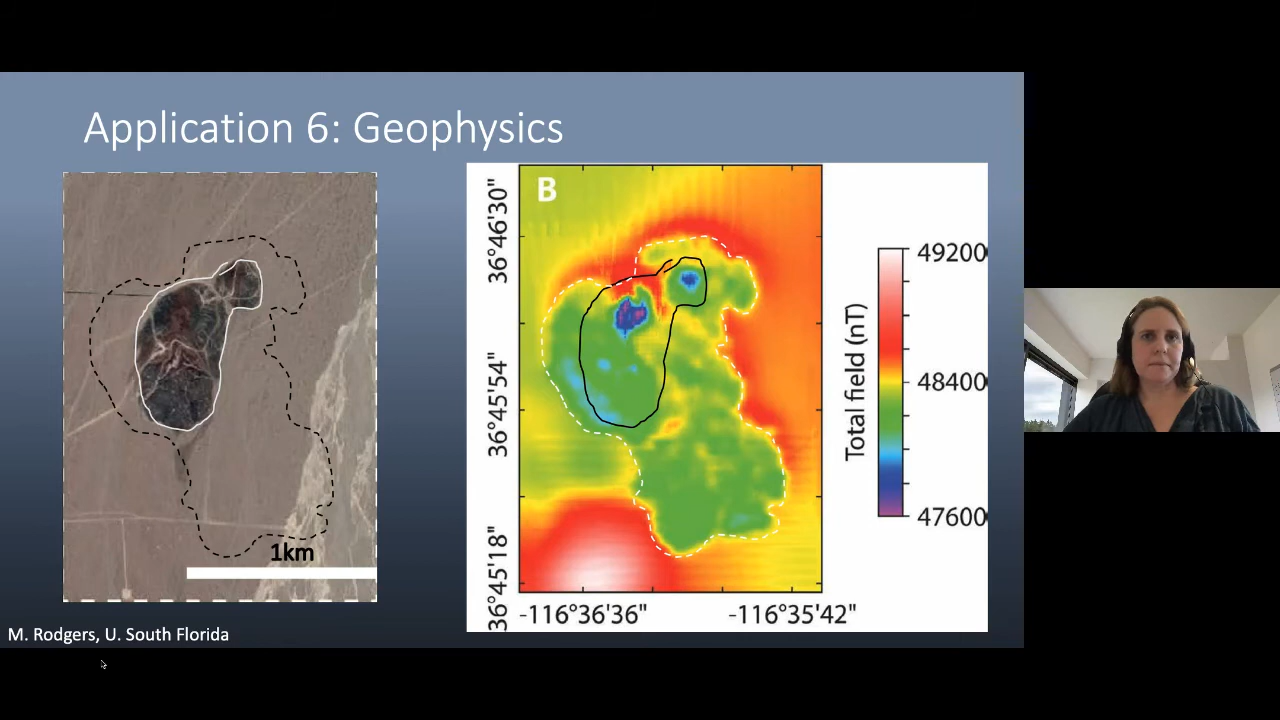 Application 6: Geophysics
1km
B
36°46'30"
36°45'54"
36°45'18"
-116°36'36"
-116°35'42"
Total field (nT)
49200
48400
47600
M. Rodgers, U. South Florida